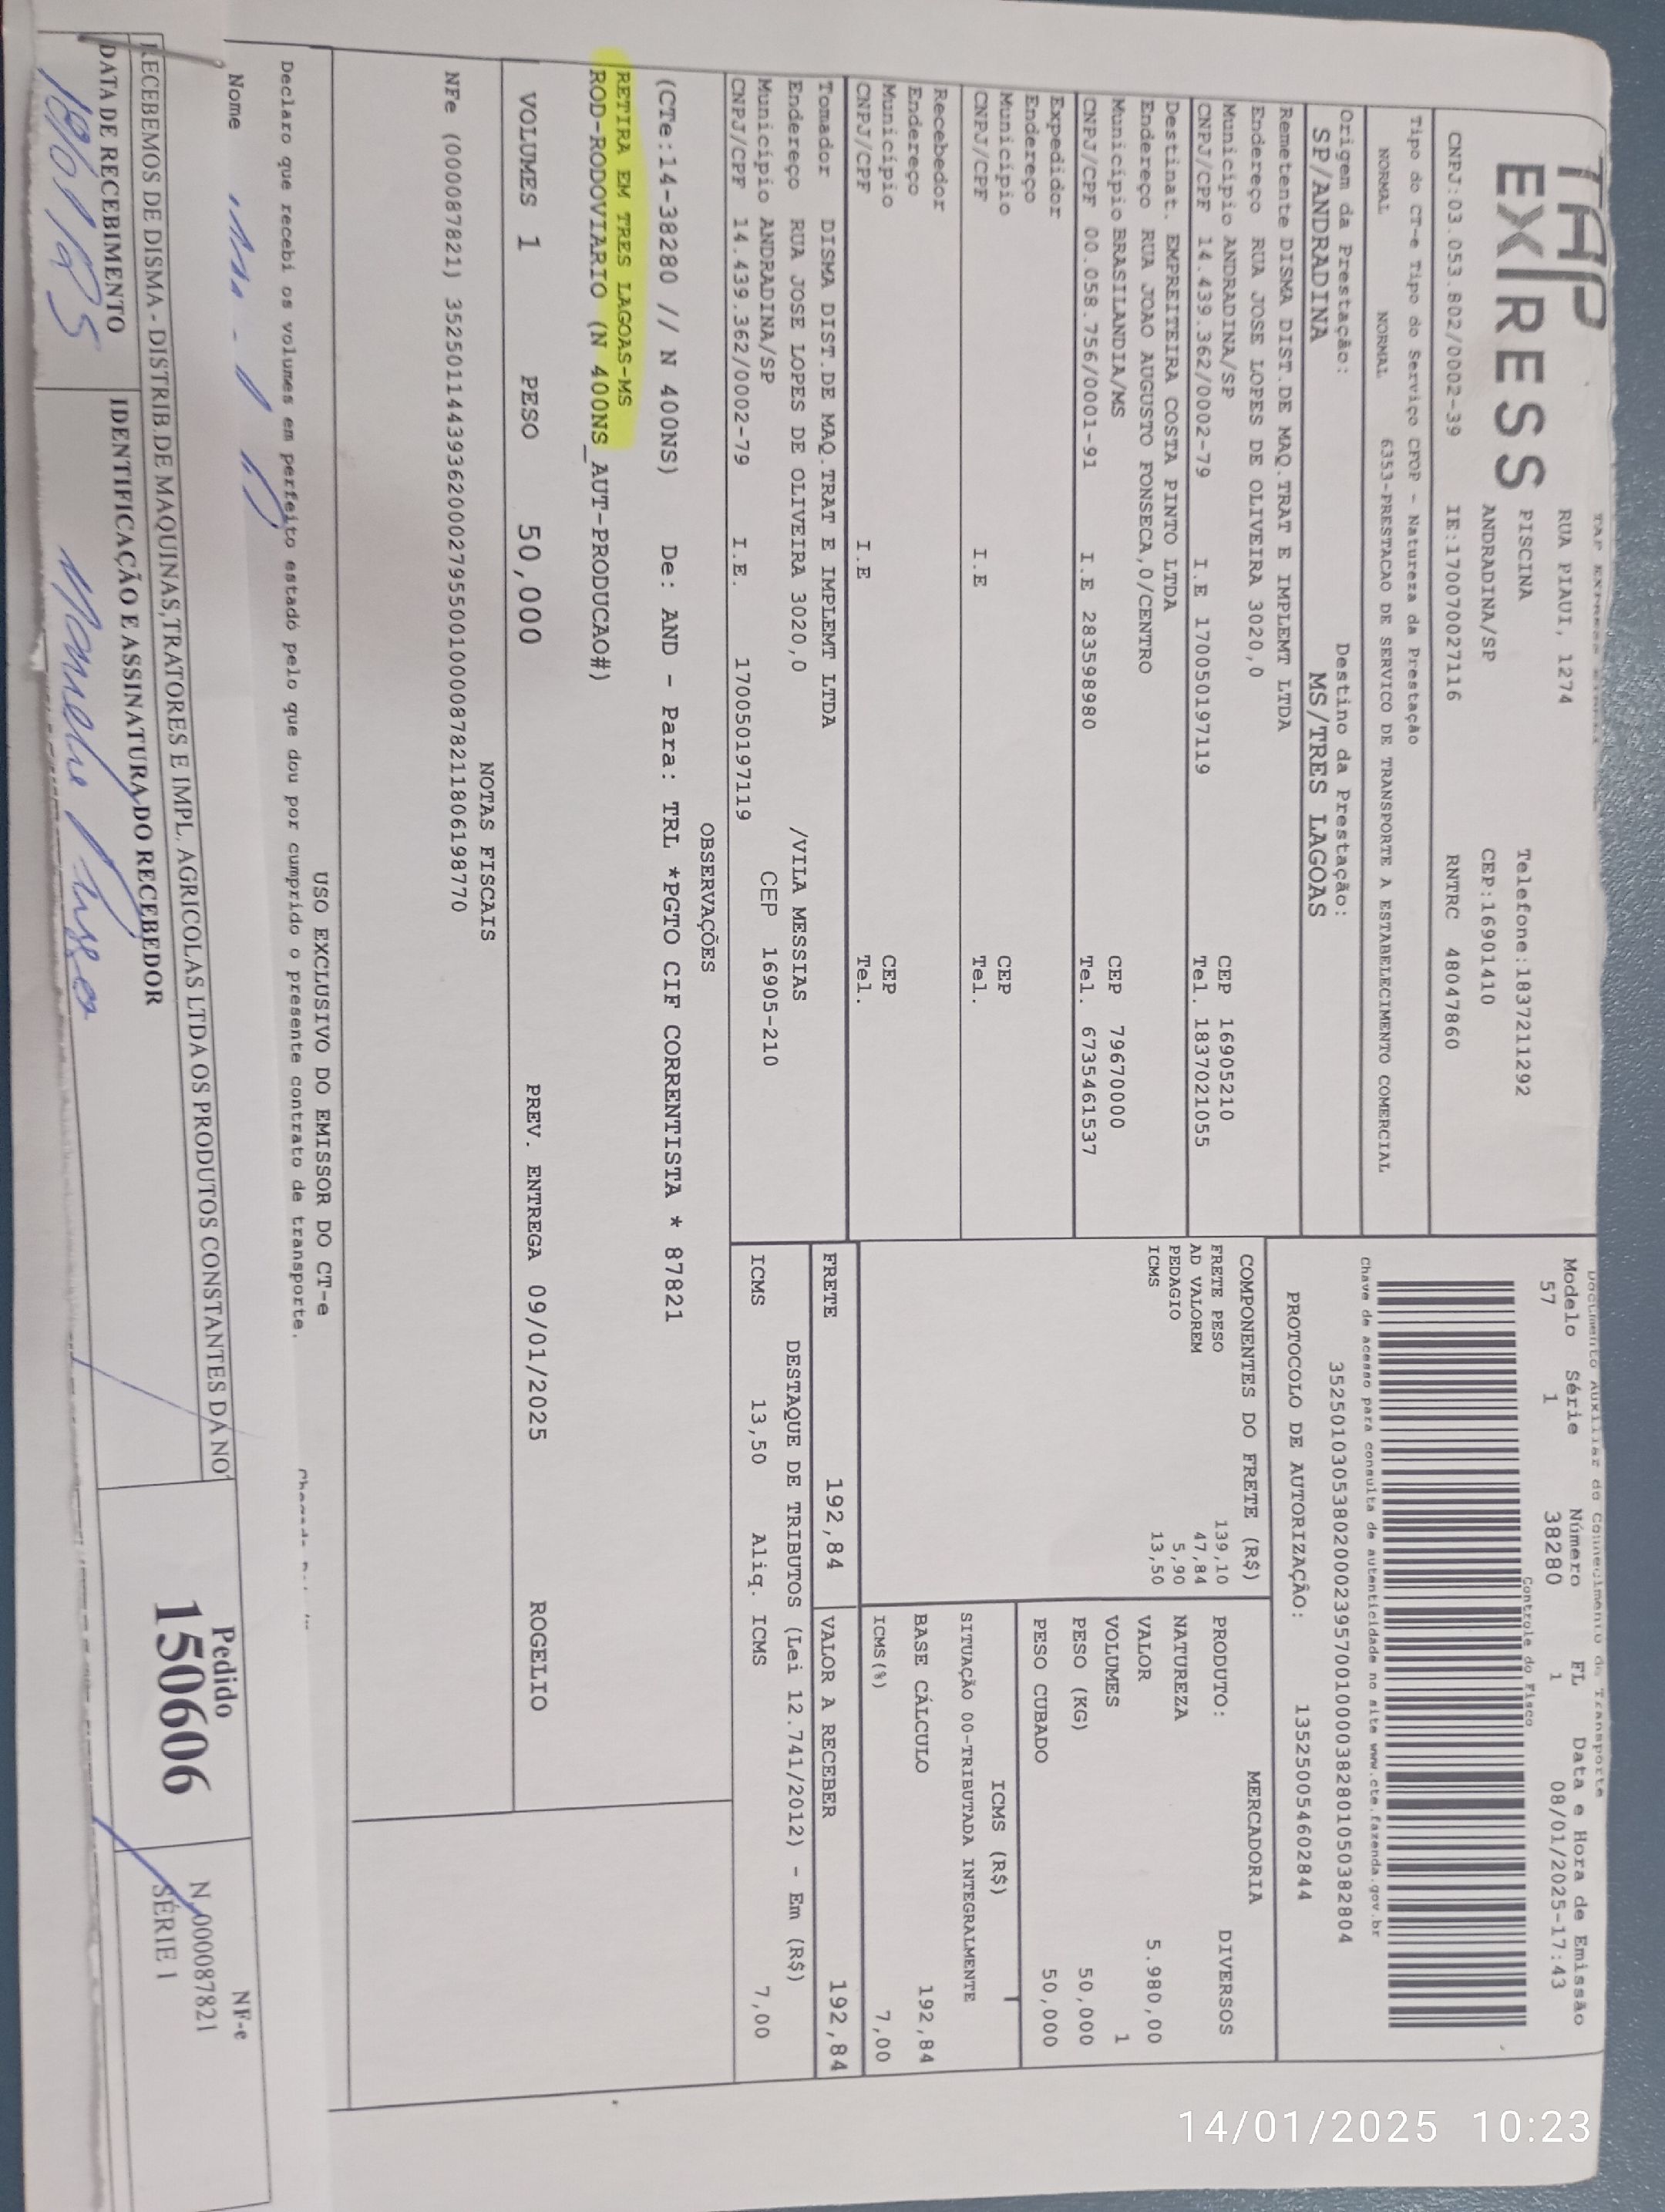 TAP
EXPRESS
RUA PIAUI, 1274
PISCINA
Telefone:1837211292
ANDRADINA/SP
CEP:16901410
CNPJ:03.053.802/0002-39 IE:170070027116 RNTRC 48047860
Tipo do CT-e Tipo do Serviço CFOP - Natureza da Prestação
NORMAL NORMAL 6353-PRESTACAO DE SERVICO DE TRANSPORTE A ESTABELECIMENTO COMERCIAL
Origem da Prestação: Destino da Prestação:
SP/ANDRADINA MS/TRES LAGOAS
Remetente DISMA DIST.DE MAQ.TRAT E IMPLEMT LTDA
Endereço RUA JOSE LOPES DE OLIVEIRA 3020,0
Município ANDRADINA/SP CEP 16905210
CNPJ/CPF 14.439.362/0002-79 I.E 170050197119 Tel. 1837021055
Destinat. EMPREITEIRA COSTA PINTO LTDA
Endereço RUA JOAO AUGUSTO FONSECA,0/CENTRO
Município BRASILANDIA/MS CEP 79670000
CNPJ/CPF 00.058.756/0001-91 I.E 283598980 Tel. 6735461537
Expedidor
Endereço
Município CEP
CNPJ/CPF I.E Tel.
Recebedor
Endereço
Município CEP
CNPJ/CPF I.E Tel.
Tomador DISMA DIST.DE MAQ.TRAT E IMPLEMT LTDA
Endereço RUA JOSE LOPES DE OLIVEIRA 3020,0 /VILA MESSIAS
Município ANDRADINA/SP CEP 16905-210
CNPJ/CPF 14.439.362/0002-79 I.E. 170050197119
Documento Auxiliar do Conhecimento de Transporte
Modelo Série Número FL Data e Hora de Emissão
57 1 38280 1 08/01/2025-17:43
Controle do Fisco
Chave de acesso para consulta de autenticidade no site www.cte.fazenda.gov.br
35250103053802000239570010000382801050382804
PROTOCOLO DE AUTORIZAÇÃO: 135250054602844
COMPONENTES DO FRETE (R$)
FRETE PESO 139,10
AD VALOREM 47,84
PEDAGIO 5,90
ICMS 13,50
MERCADORIA
PRODUTO: DIVERSOS
NATUREZA
VALOR 5.980,00
VOLUMES 1
PESO (KG) 50,000
PESO CUBADO 50,000
ICMS (R$)
SITUAÇÃO 00-TRIBUTADA INTEGRALMENTE
BASE CÁLCULO 192,84
ICMS(%) 7,00
FRETE 192,84 VALOR A RECEBER 192,84
DESTAQUE DE TRIBUTOS (Lei 12.741/2012) - Em (R$)
ICMS 13,50 Aliq. ICMS 7,00
OBSERVAÇÕES
(CTe:14-38280 // N 400NS) De: AND - Para: TRL *PGTO CIF CORRENTISTA * 87821
RETIRA EM TRES LAGOAS-MS
ROD-RODOVIARIO (N 400NS_AUT-PRODUCAO#)
VOLUMES 1 PESO 50,000 PREV. ENTREGA 09/01/2025 ROGELIO
NOTAS FISCAIS
NFe (000087821) 35250114439362000279550010000878211806198770
USO EXCLUSIVO DO EMISSOR DO CT-e
Declaro que recebi os volumes em perfeito estado pelo que dou por cumprido o presente contrato de transporte.
Nome
RECEBEMOS DE DISMA - DISTRIB.DE MAQUINAS,TRATORES E IMPL. AGRICOLAS LTDA OS PRODUTOS CONSTANTES DA NO
DATA DE RECEBIMENTO IDENTIFICAÇÃO E ASSINATURA DO RECEBEDOR
Pedido
150606
NF-e
N 000087821
SÉRIE 1
14/01/2025 10:23